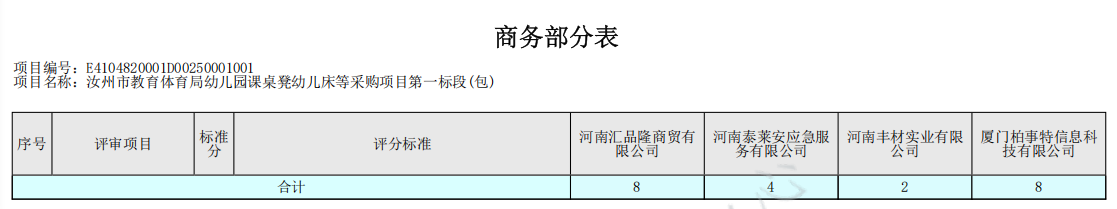 商务部分表
项目编号：E4104820001D00250001001
项目名称：汝州市教育体育局幼儿园课桌凳幼儿床等采购项目第一标段(包)
序号 评审项目 标准分 评分标准 河南汇品隆商贸有限公司 河南泰莱安应急服务有限公司 河南丰材实业有限公司 厦门柏事特信息科技有限公司
合计 8 4 2 8